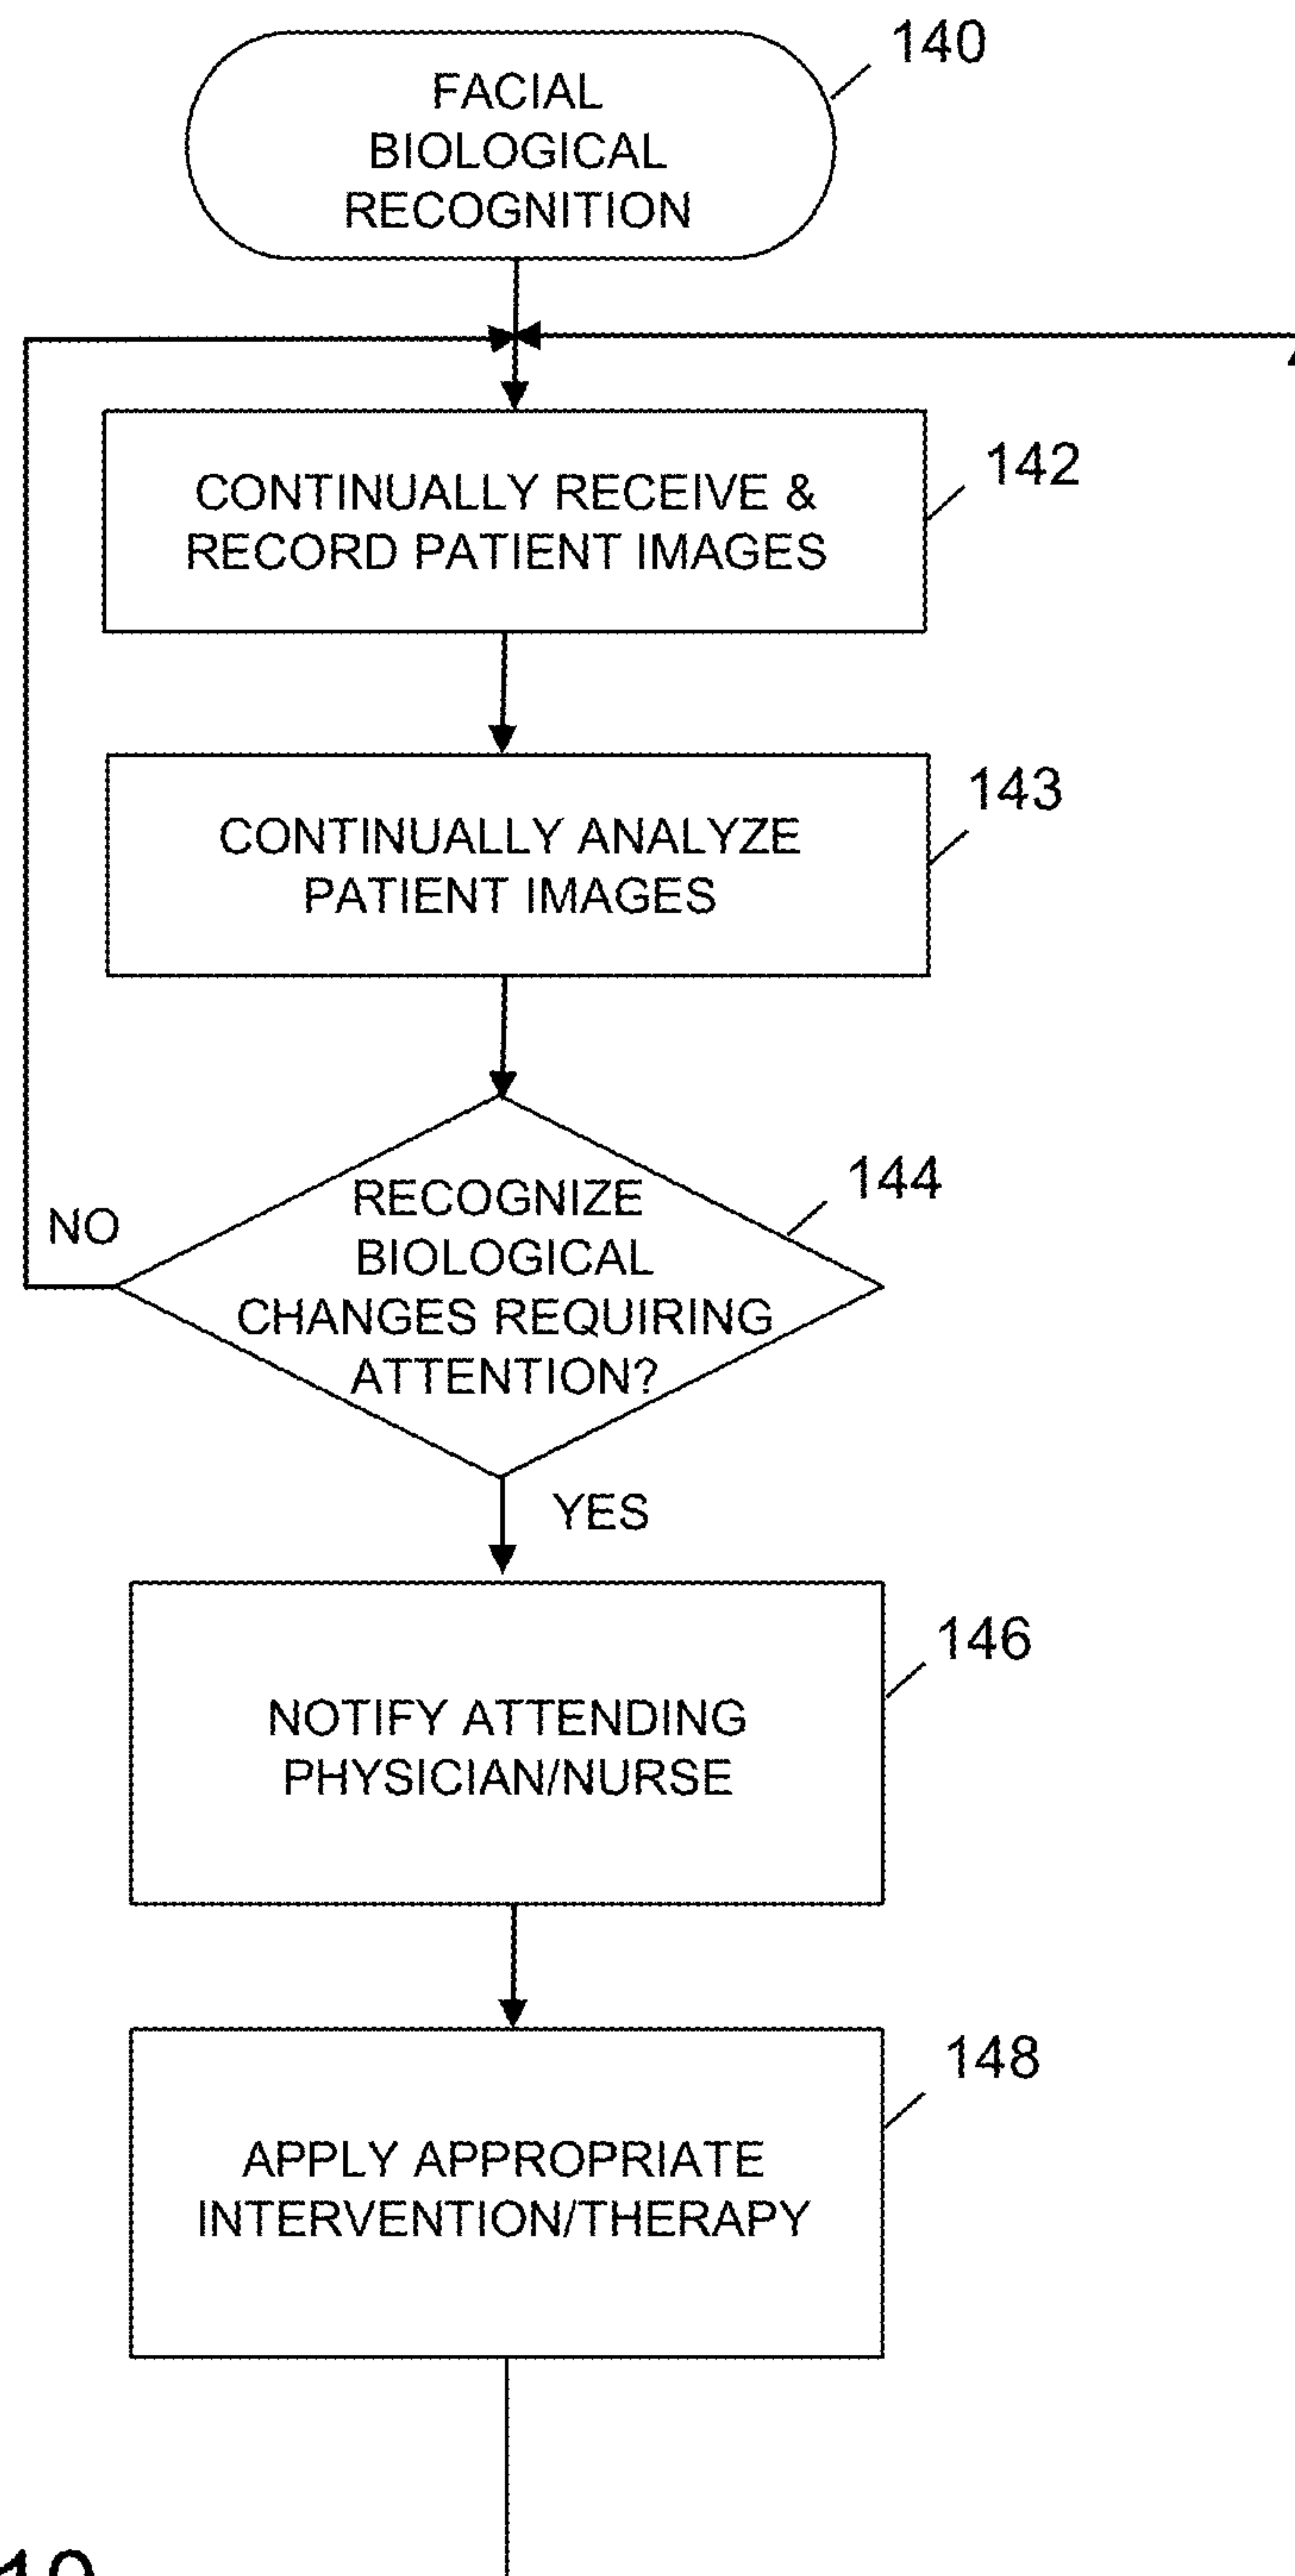 140
FACIAL
BIOLOGICAL
RECOGNITION
142
CONTINUALLY RECEIVE &
RECORD PATIENT IMAGES
143
CONTINUALLY ANALYZE
PATIENT IMAGES
144
RECOGNIZE
BIOLOGICAL
CHANGES REQUIRING
ATTENTION?
NO
YES
146
NOTIFY ATTENDING
PHYSICIAN/NURSE
148
APPLY APPROPRIATE
INTERVENTION/THERAPY